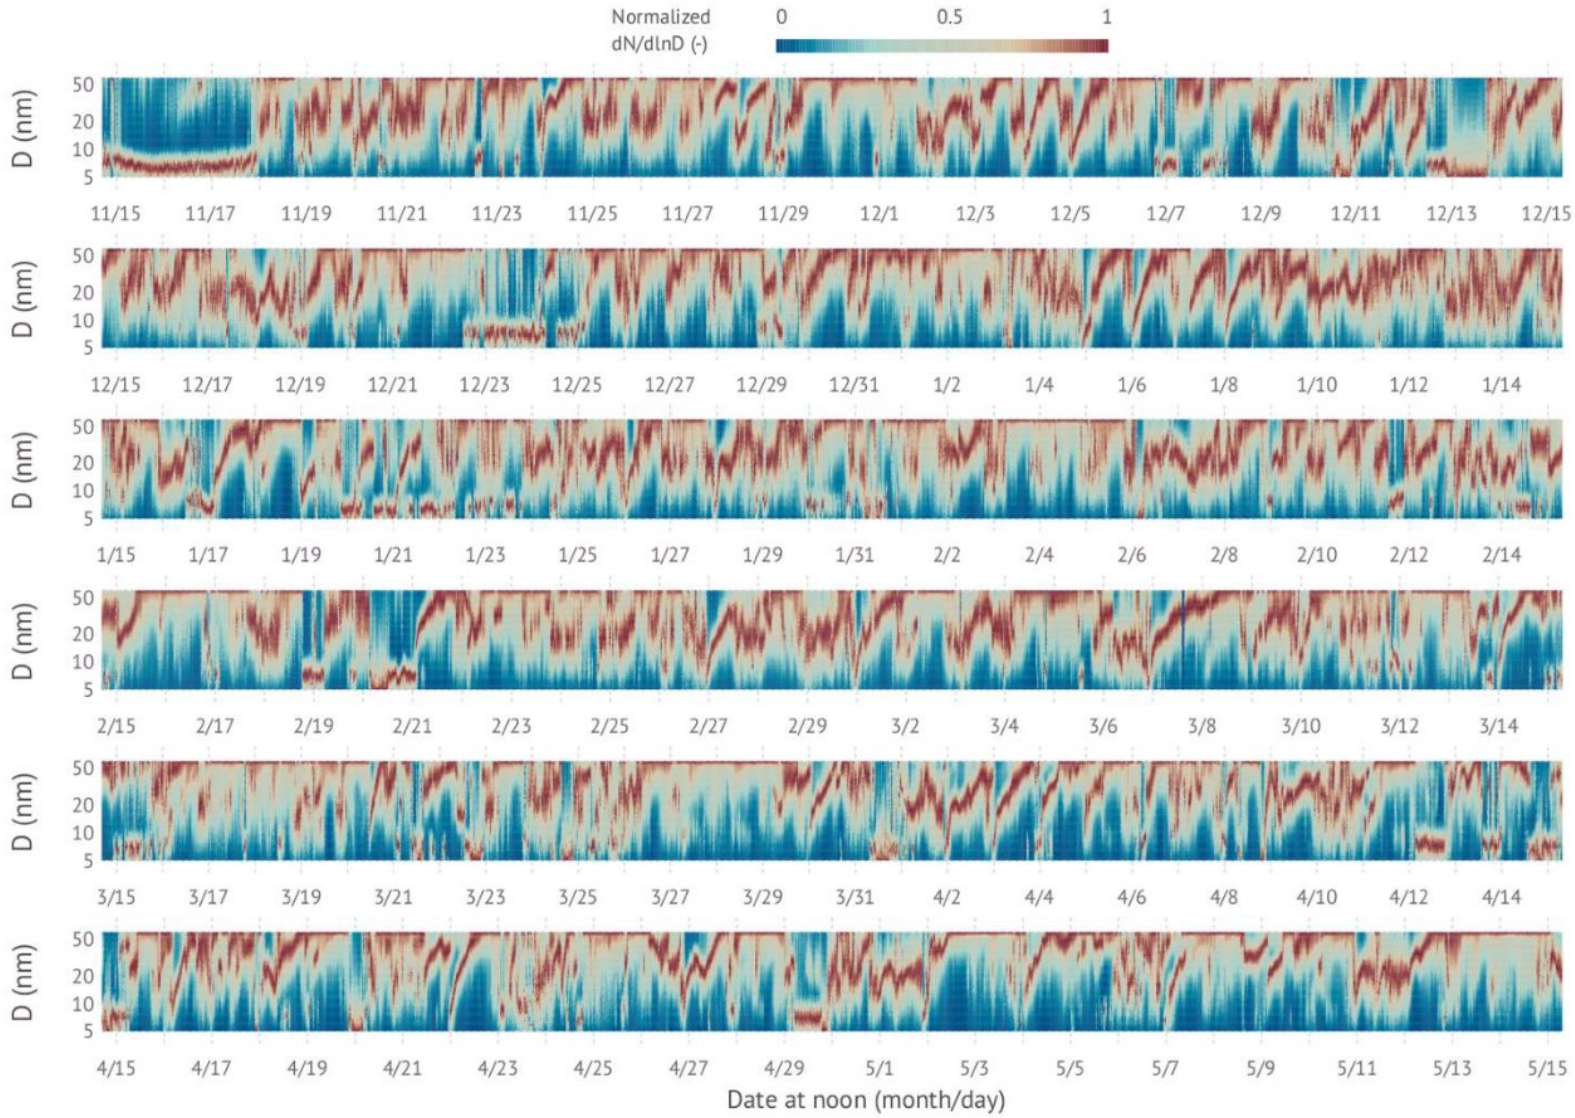 Normalized 0 0.5 1
dN/dlnD (-)
D (nm)
50
20
10
5
11/15 11/17 11/19 11/21 11/23 11/25 11/27 11/29 12/1 12/3 12/5 12/7 12/9 12/11 12/13 12/15
D (nm)
50
20
10
5
12/15 12/17 12/19 12/21 12/23 12/25 12/27 12/29 12/31 1/2 1/4 1/6 1/8 1/10 1/12 1/14
D (nm)
50
20
10
5
1/15 1/17 1/19 1/21 1/23 1/25 1/27 1/29 1/31 2/2 2/4 2/6 2/8 2/10 2/12 2/14
D (nm)
50
20
10
5
2/15 2/17 2/19 2/21 2/23 2/25 2/27 2/29 3/2 3/4 3/6 3/8 3/10 3/12 3/14
D (nm)
50
20
10
5
3/15 3/17 3/19 3/21 3/23 3/25 3/27 3/29 3/31 4/2 4/4 4/6 4/8 4/10 4/12 4/14
D (nm)
50
20
10
5
4/15 4/17 4/19 4/21 4/23 4/25 4/27 4/29 5/1 5/3 5/5 5/7 5/9 5/11 5/13 5/15
Date at noon (month/day)